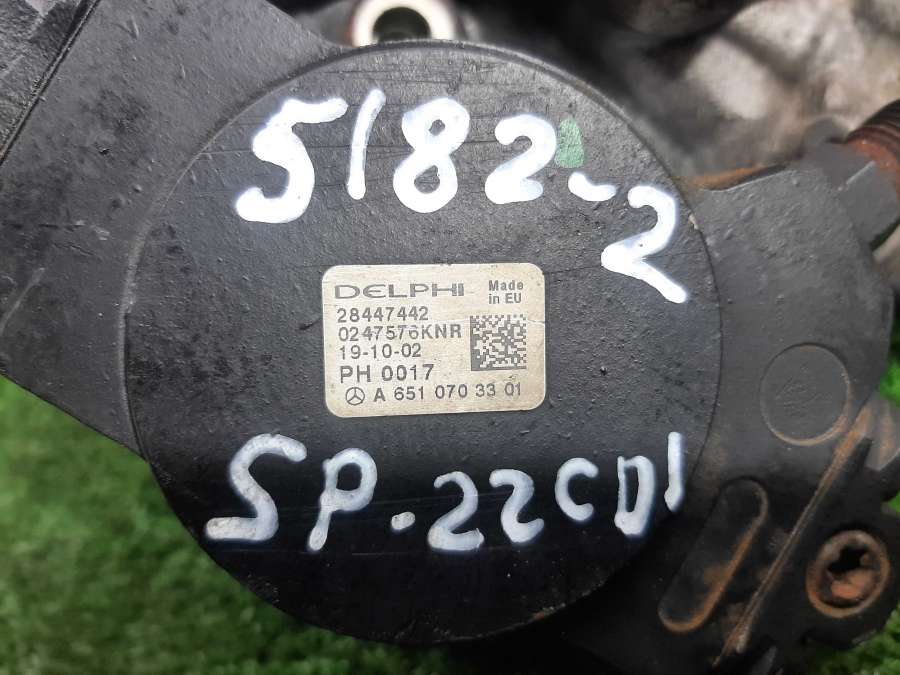 5182-2
DELPHI Made in EU
28447442
0247576KNR
19-10-02
PH 0017
A 651 070 33 01
SP.22CDI